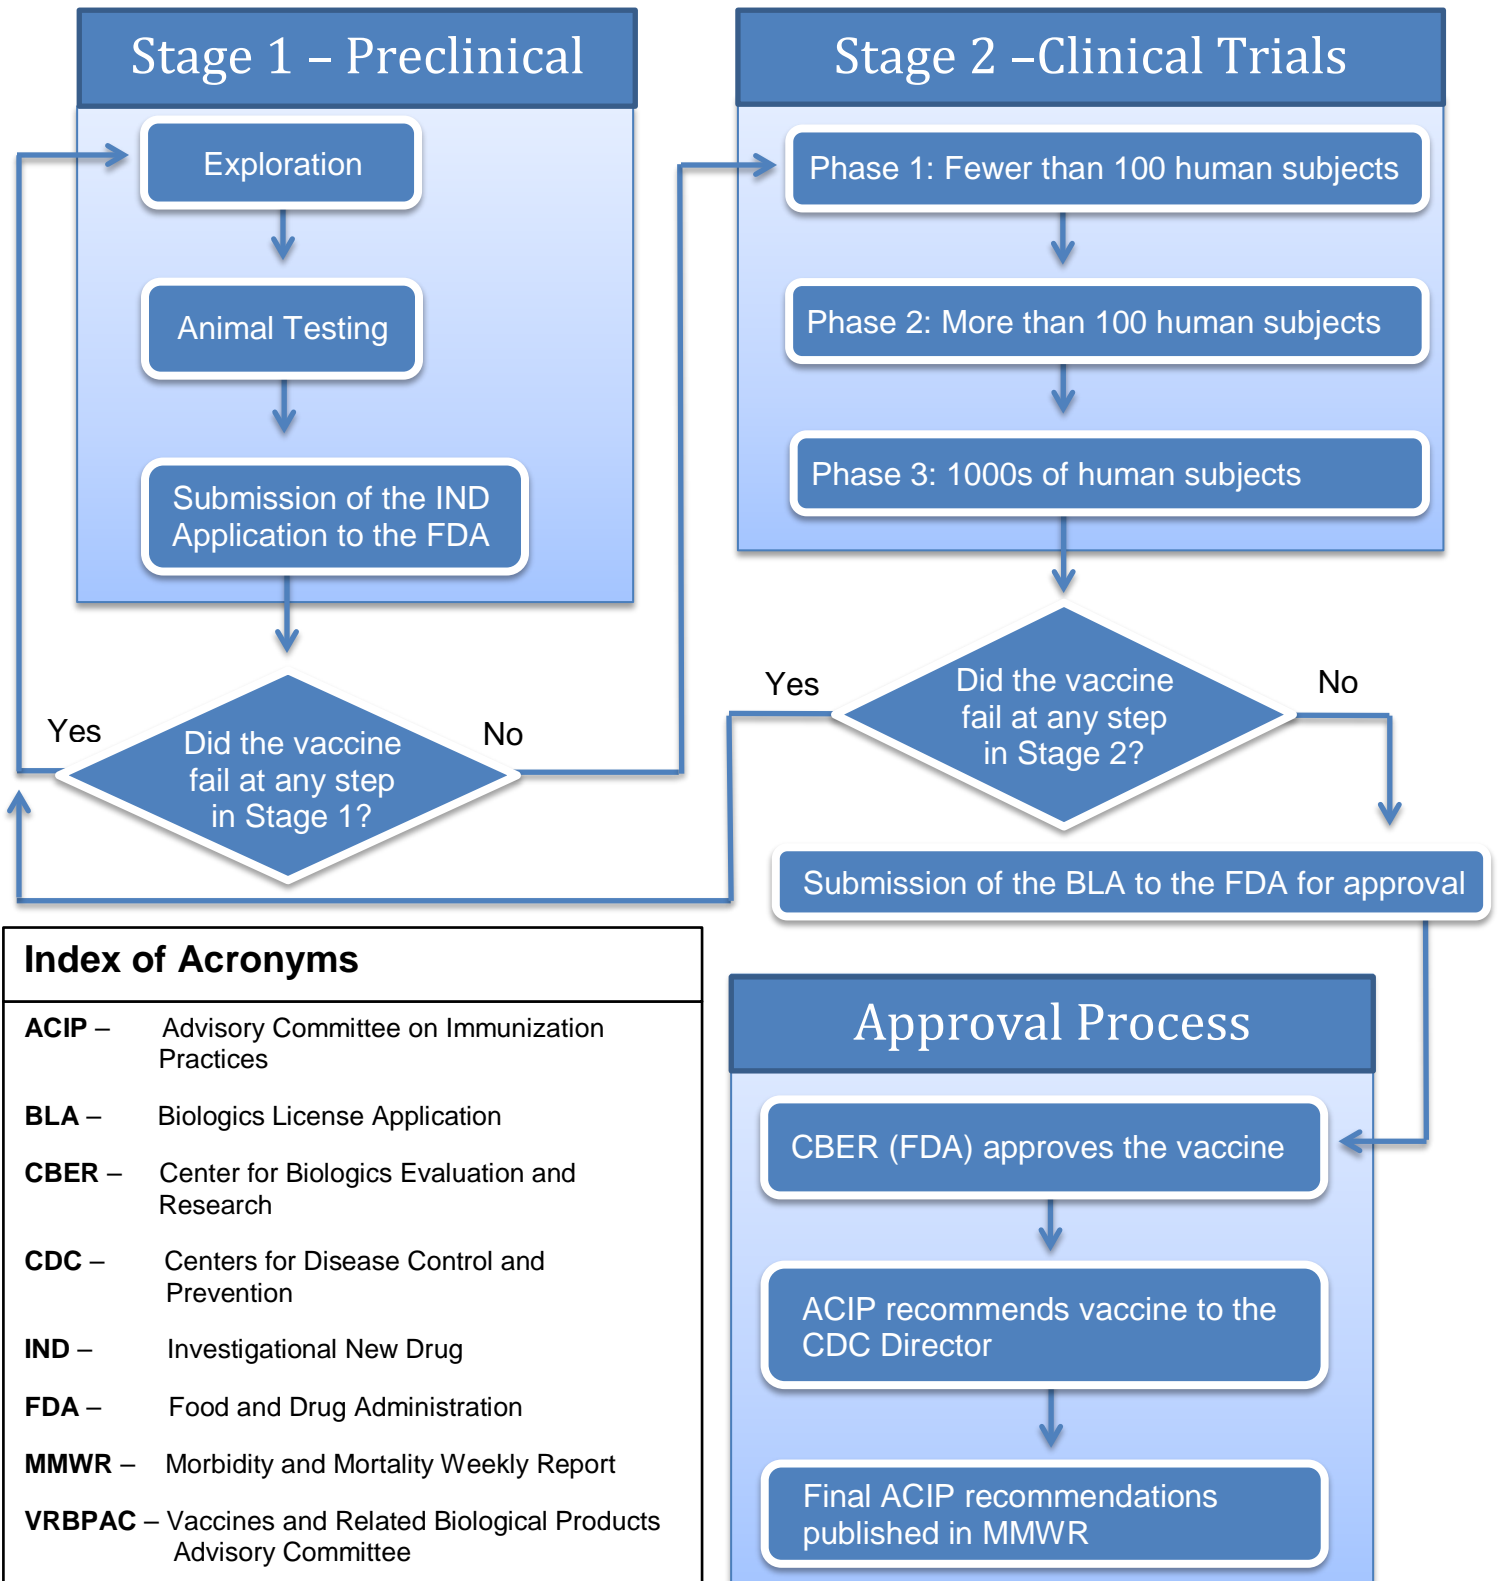 Stage 1 – Preclinical
Exploration
Animal Testing
Submission of the IND
Application to the FDA
Yes
Did the vaccine
fail at any step
in Stage 1?
No
Stage 2 –Clinical Trials
Phase 1: Fewer than 100 human subjects
Phase 2: More than 100 human subjects
Phase 3: 1000s of human subjects
Yes
Did the vaccine
fail at any step
in Stage 2?
No
Submission of the BLA to the FDA for approval
Approval Process
CBER (FDA) approves the vaccine
ACIP recommends vaccine to the
CDC Director
Final ACIP recommendations
published in MMWR
Index of Acronyms
ACIP – Advisory Committee on Immunization
Practices
BLA – Biologics License Application
CBER – Center for Biologics Evaluation and
Research
CDC – Centers for Disease Control and
Prevention
IND – Investigational New Drug
FDA – Food and Drug Administration
MMWR – Morbidity and Mortality Weekly Report
VRBPAC – Vaccines and Related Biological Products
Advisory Committee